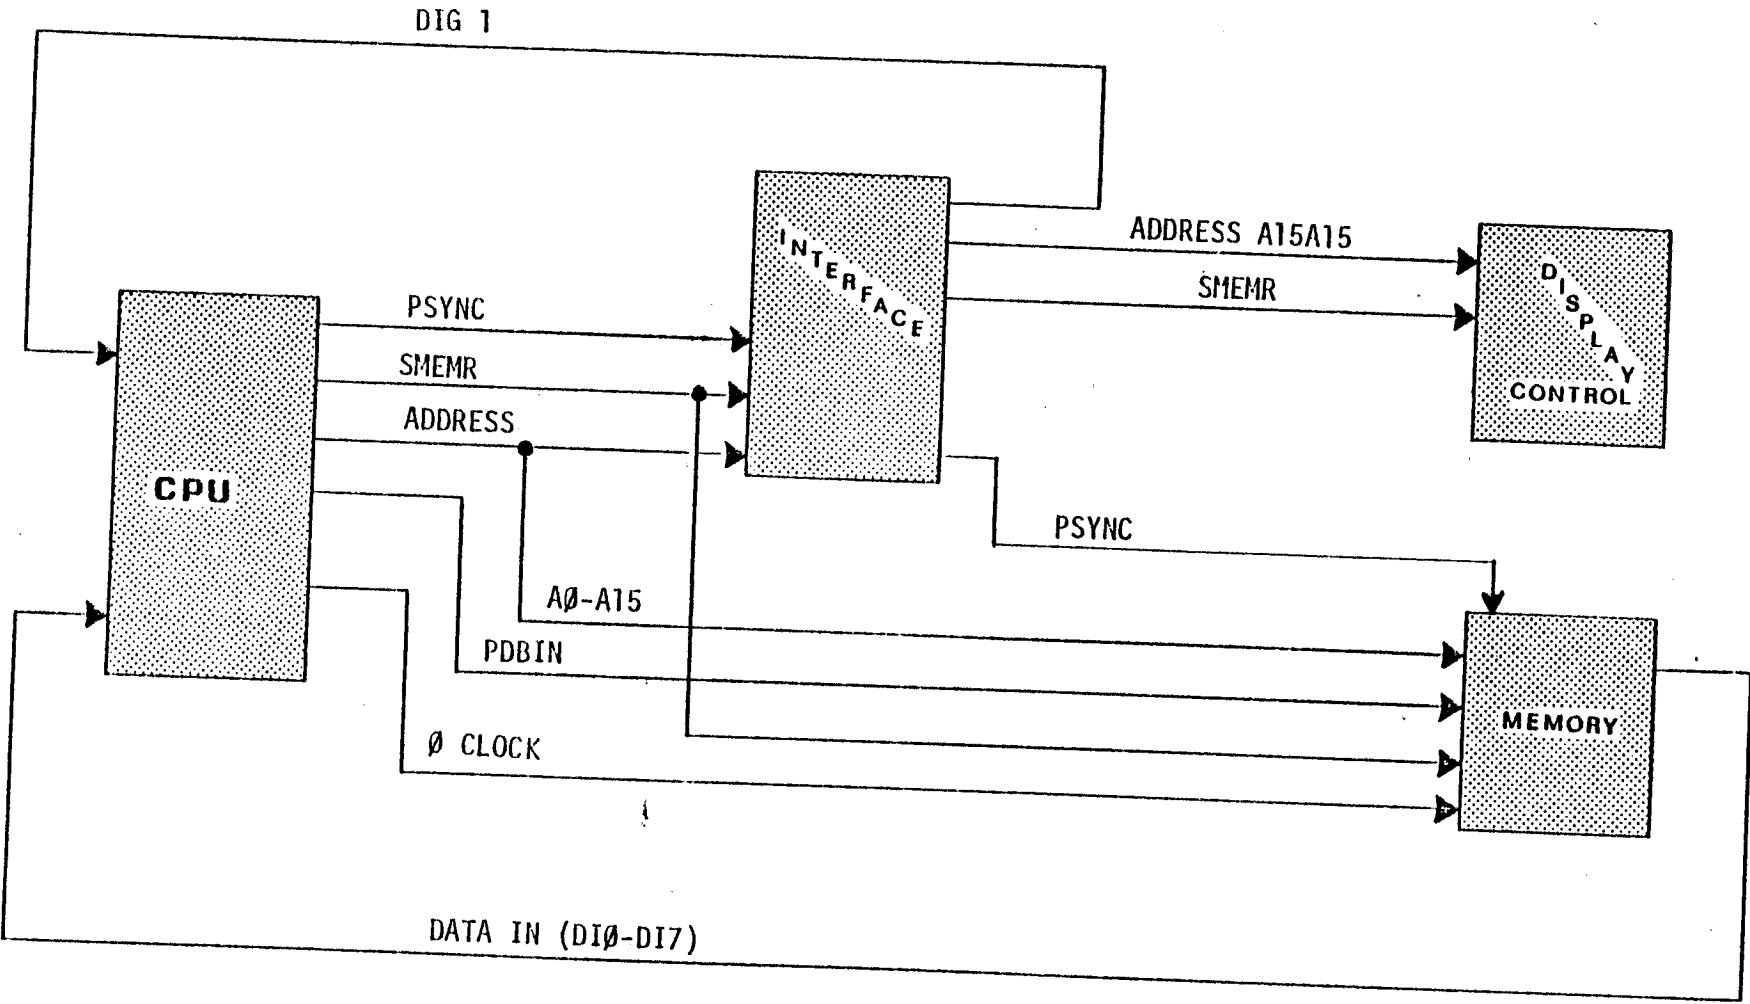 DIG 1
INTERFACE
ADDRESS A15A15
SMEMR
DISPLAY
CONTROL
PSYNC
SMEMR
ADDRESS
CPU
PSYNC
AØ-A15
PDBIN
MEMORY
Ø CLOCK
DATA IN (DIØ-DI7)